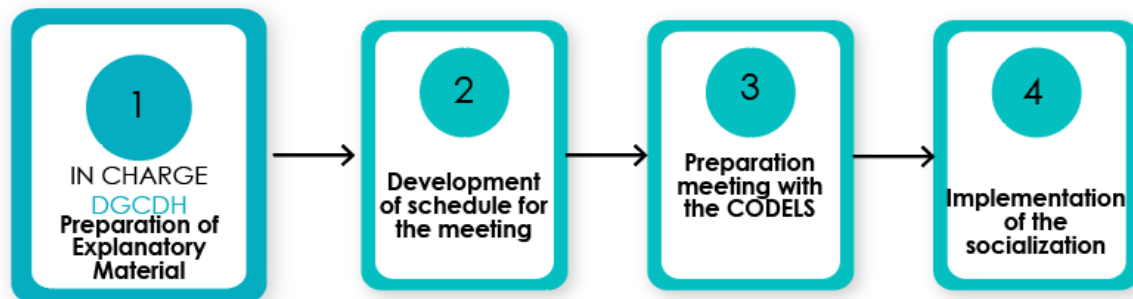 1
IN CHARGE
DGCDH
Preparation of
Explanatory
Material
2
Development
of schedule for
the meeting
3
Preparation
meeting with
the CODELS
4
Implementation
of the
socialization